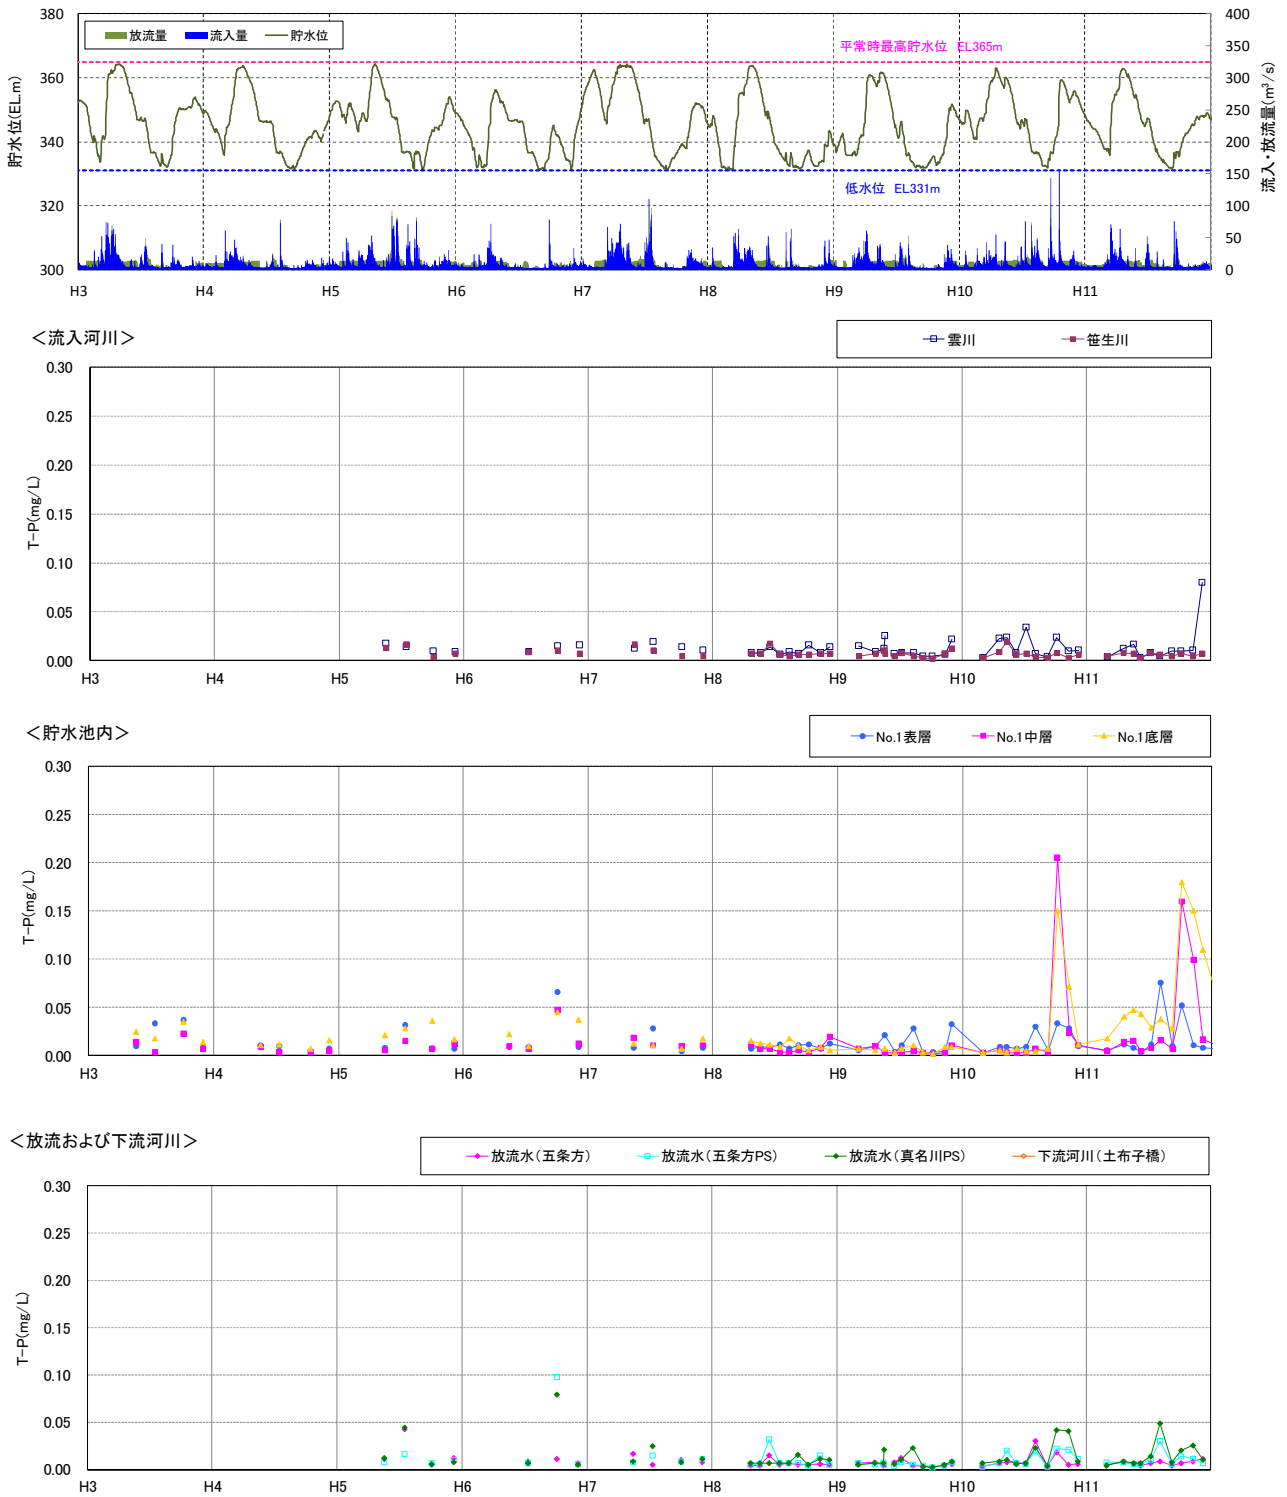 380
360
340
320
300
貯水位(EL.m)
放流量 流入量 貯水位
平常時最高貯水位 EL365m
低水位 EL331m
400
350
300
250
200
150
100
50
0
流入・放流量(m³/s)
H3 H4 H5 H6 H7 H8 H9 H10 H11
＜流入河川＞
雲川 笹生川
0.30
0.25
0.20
0.15
0.10
0.05
0.00
T-P(mg/L)
H3 H4 H5 H6 H7 H8 H9 H10 H11
＜貯水池内＞
No.1表層 No.1中層 No.1底層
0.30
0.25
0.20
0.15
0.10
0.05
0.00
T-P(mg/L)
H3 H4 H5 H6 H7 H8 H9 H10 H11
＜放流および下流河川＞
放流水(五条方) 放流水(五条方PS) 放流水(真名川PS) 下流河川(土布子橋)
0.30
0.25
0.20
0.15
0.10
0.05
0.00
T-P(mg/L)
H3 H4 H5 H6 H7 H8 H9 H10 H11